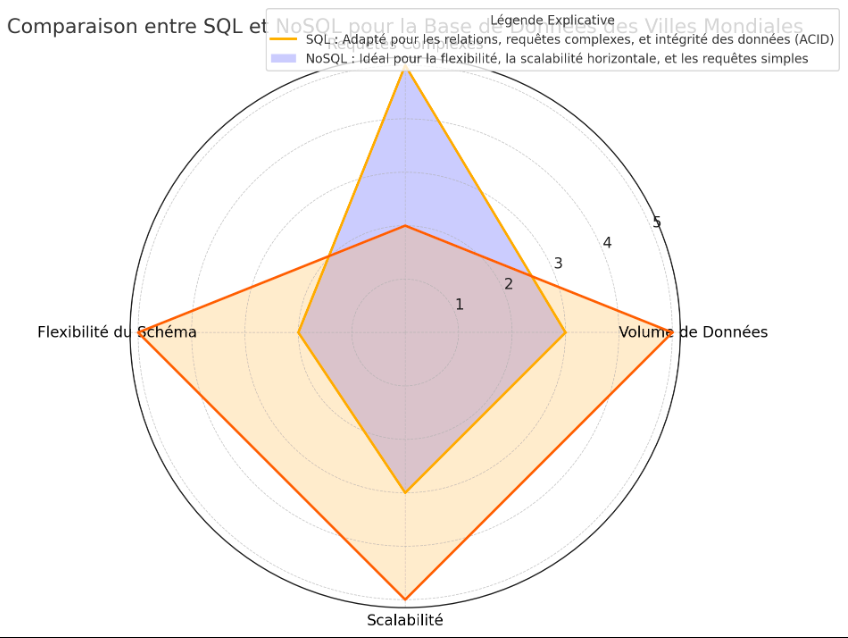 Comparaison entre SQL et NoSQL pour la Base de Données des Villes Mondiales
Légende Explicative
SQL : Adapté pour les relations, requêtes complexes, et intégrité des données (ACID)
NoSQL : Idéal pour la flexibilité, la scalabilité horizontale, et les requêtes simples
Requêtes Complexes
5
4
3
2
1
Flexibilité du Schéma
Volume de Données
Scalabilité